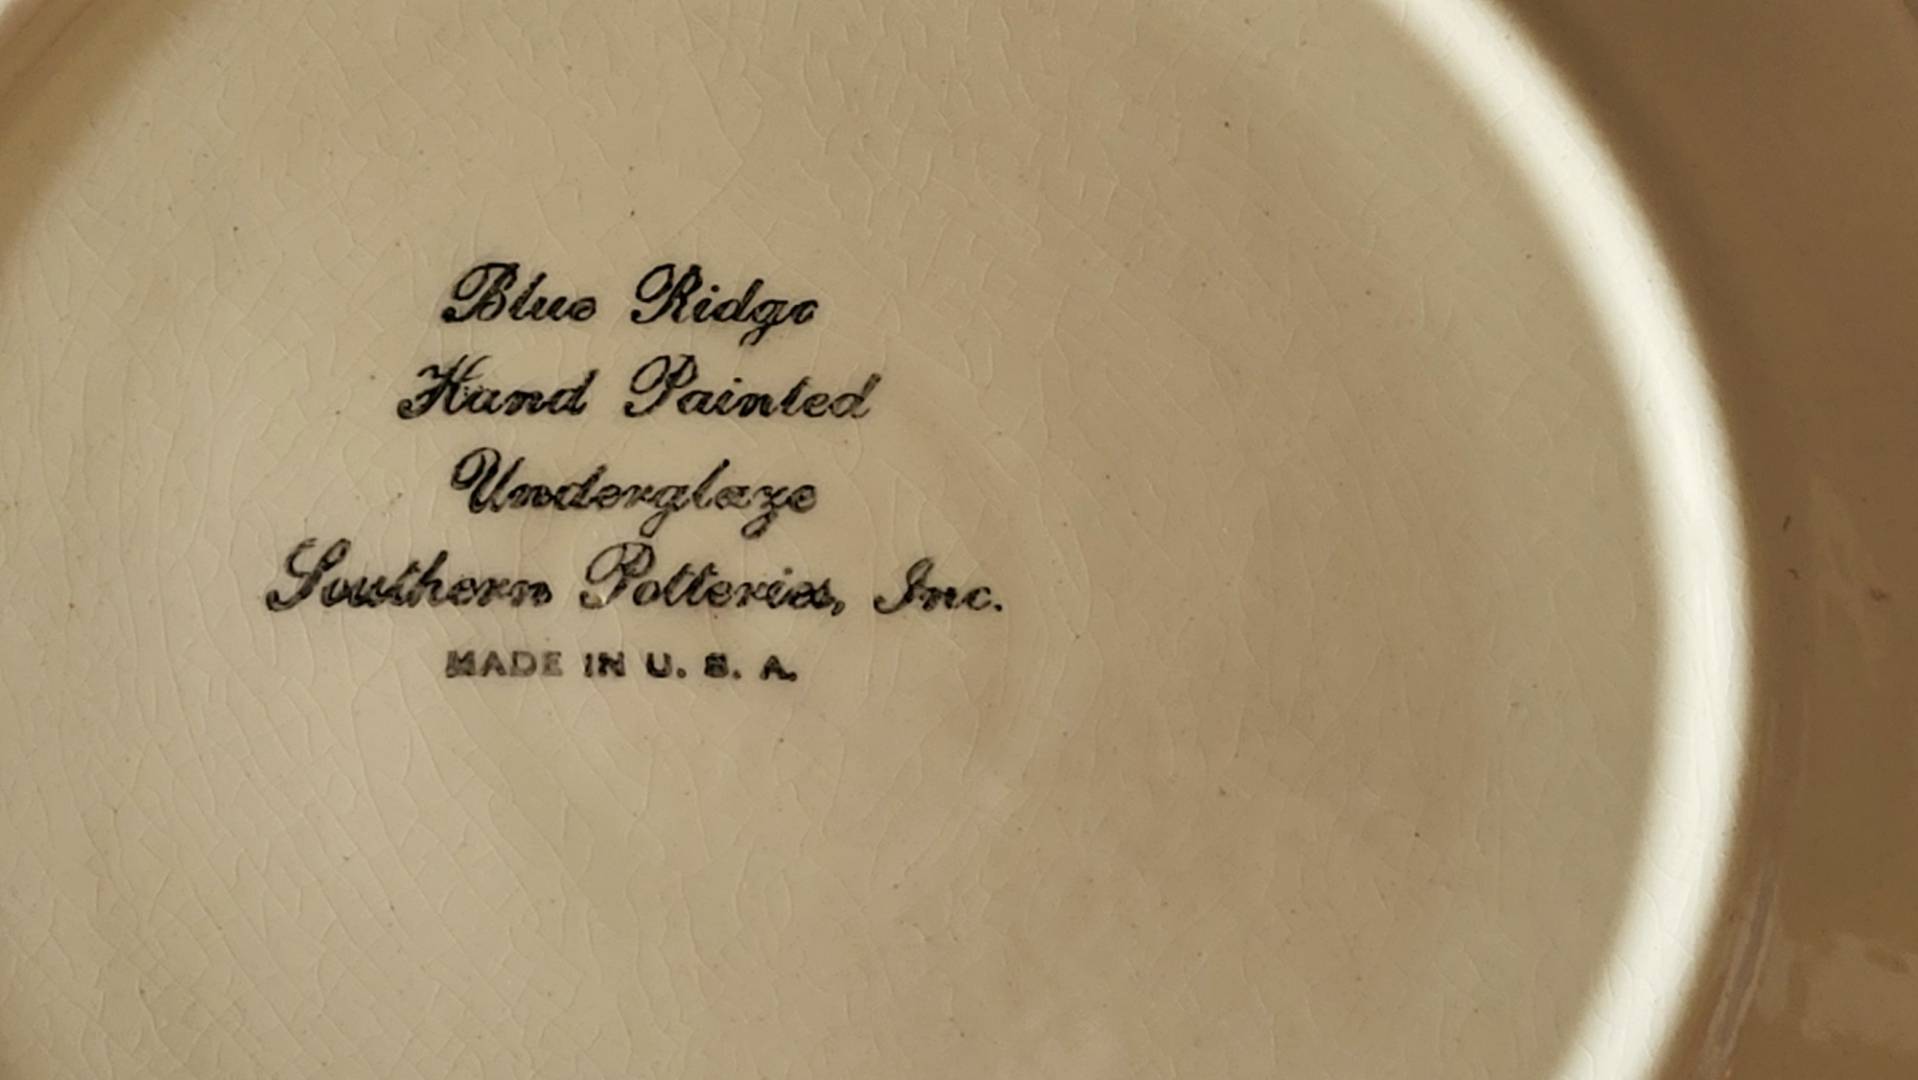 Blue Ridge
Hand Painted
Underglaze
Southern Potteries, Inc.
MADE IN U. S. A.